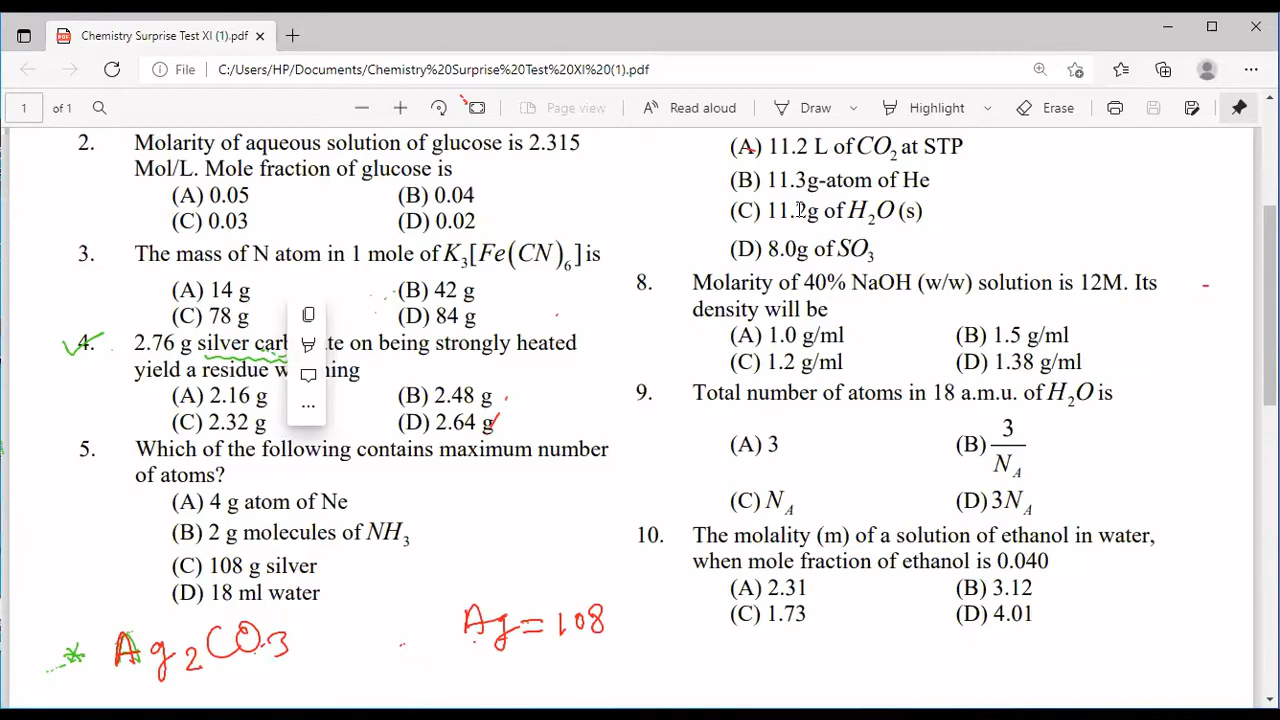 Chemistry Surprise Test XI (1).pdf
File C:/Users/HP/Documents/Chemistry%20Surprise%20Test%20XI%20(1).pdf
1 of 1 Page view Read aloud Draw Highlight Erase
2. Molarity of aqueous solution of glucose is 2.315
Mol/L. Mole fraction of glucose is
(A) 0.05 (B) 0.04
(C) 0.03 (D) 0.02
3. The mass of N atom in 1 mole of K₃[Fe(CN)₆] is
(A) 14 g (B) 42 g
(C) 78 g (D) 84 g
4. 2.76 g silver carb te on being strongly heated
yield a residue w ning
(A) 2.16 g (B) 2.48 g
(C) 2.32 g (D) 2.64 g
5. Which of the following contains maximum number
of atoms?
(A) 4 g atom of Ne
(B) 2 g molecules of NH₃
(C) 108 g silver
(D) 18 ml water
* Ag₂CO₃ Ag = 108
(A) 11.2 L of CO₂ at STP
(B) 11.3g-atom of He
(C) 11.2g of H₂O (s)
(D) 8.0g of SO₃
8. Molarity of 40% NaOH (w/w) solution is 12M. Its
density will be
(A) 1.0 g/ml (B) 1.5 g/ml
(C) 1.2 g/ml (D) 1.38 g/ml
9. Total number of atoms in 18 a.m.u. of H₂O is
(A) 3 (B) 3/N_A
(C) N_A (D) 3N_A
10. The molality (m) of a solution of ethanol in water,
when mole fraction of ethanol is 0.040
(A) 2.31 (B) 3.12
(C) 1.73 (D) 4.01